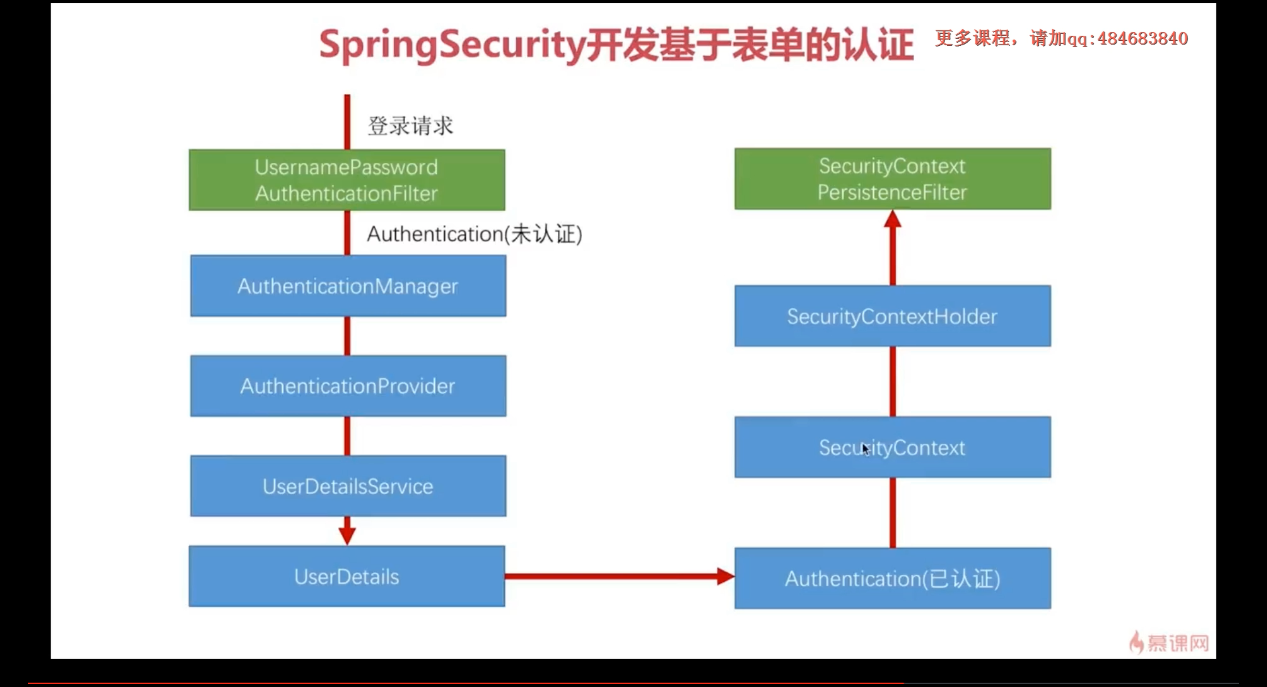 SpringSecurity开发基于表单的认证
更多课程，请加qq:484683840
登录请求
UsernamePassword
AuthenticationFilter
Authentication(未认证)
AuthenticationManager
AuthenticationProvider
UserDetailsService
UserDetails
SecurityContext
PersistenceFilter
SecurityContextHolder
SecurityContext
Authentication(已认证)
慕课网